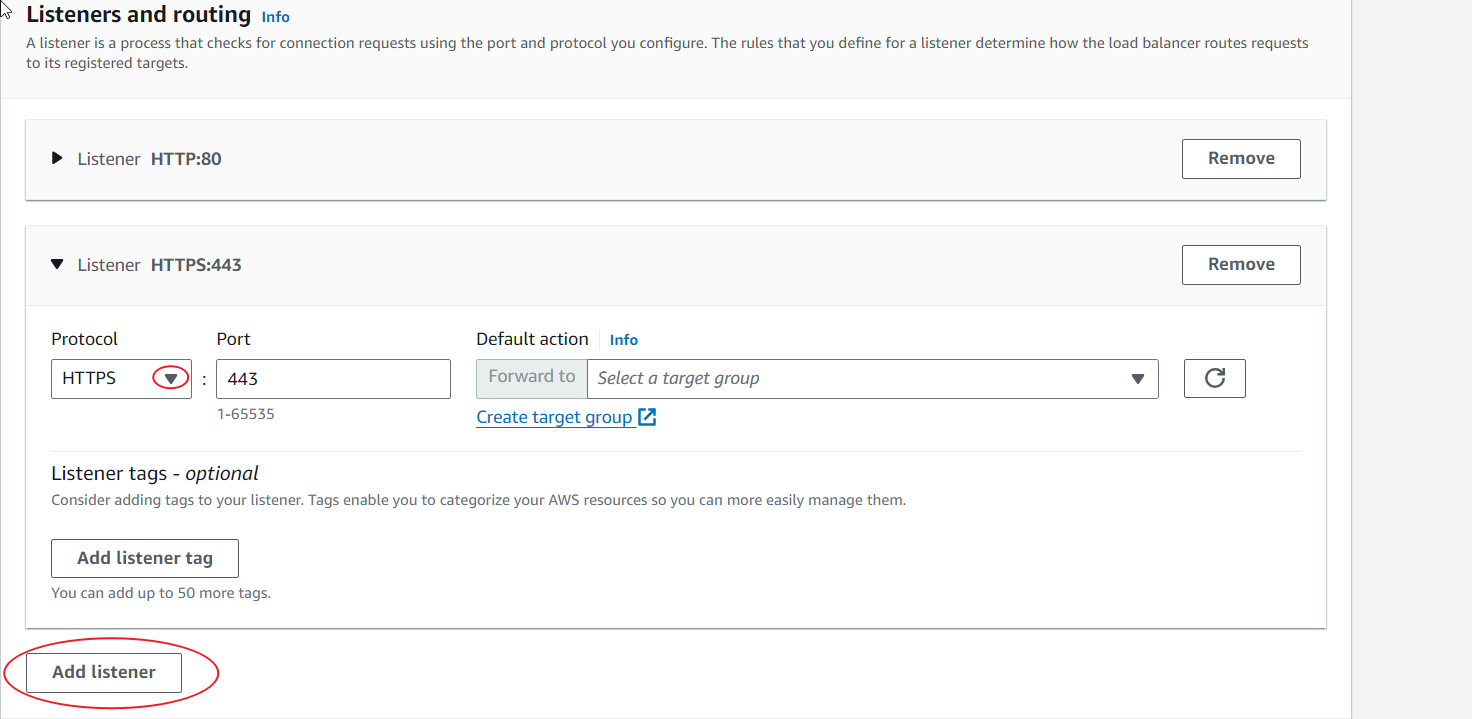 Listeners and routing Info
A listener is a process that checks for connection requests using the port and protocol you configure. The rules that you define for a listener determine how the load balancer routes requests
to its registered targets.
Listener HTTP:80
Remove
Listener HTTPS:443
Remove
Protocol
Port
Default action Info
HTTPS
:
443
Forward to
Select a target group
1-65535
Create target group
Listener tags - optional
Consider adding tags to your listener. Tags enable you to categorize your AWS resources so you can more easily manage them.
Add listener tag
You can add up to 50 more tags.
Add listener